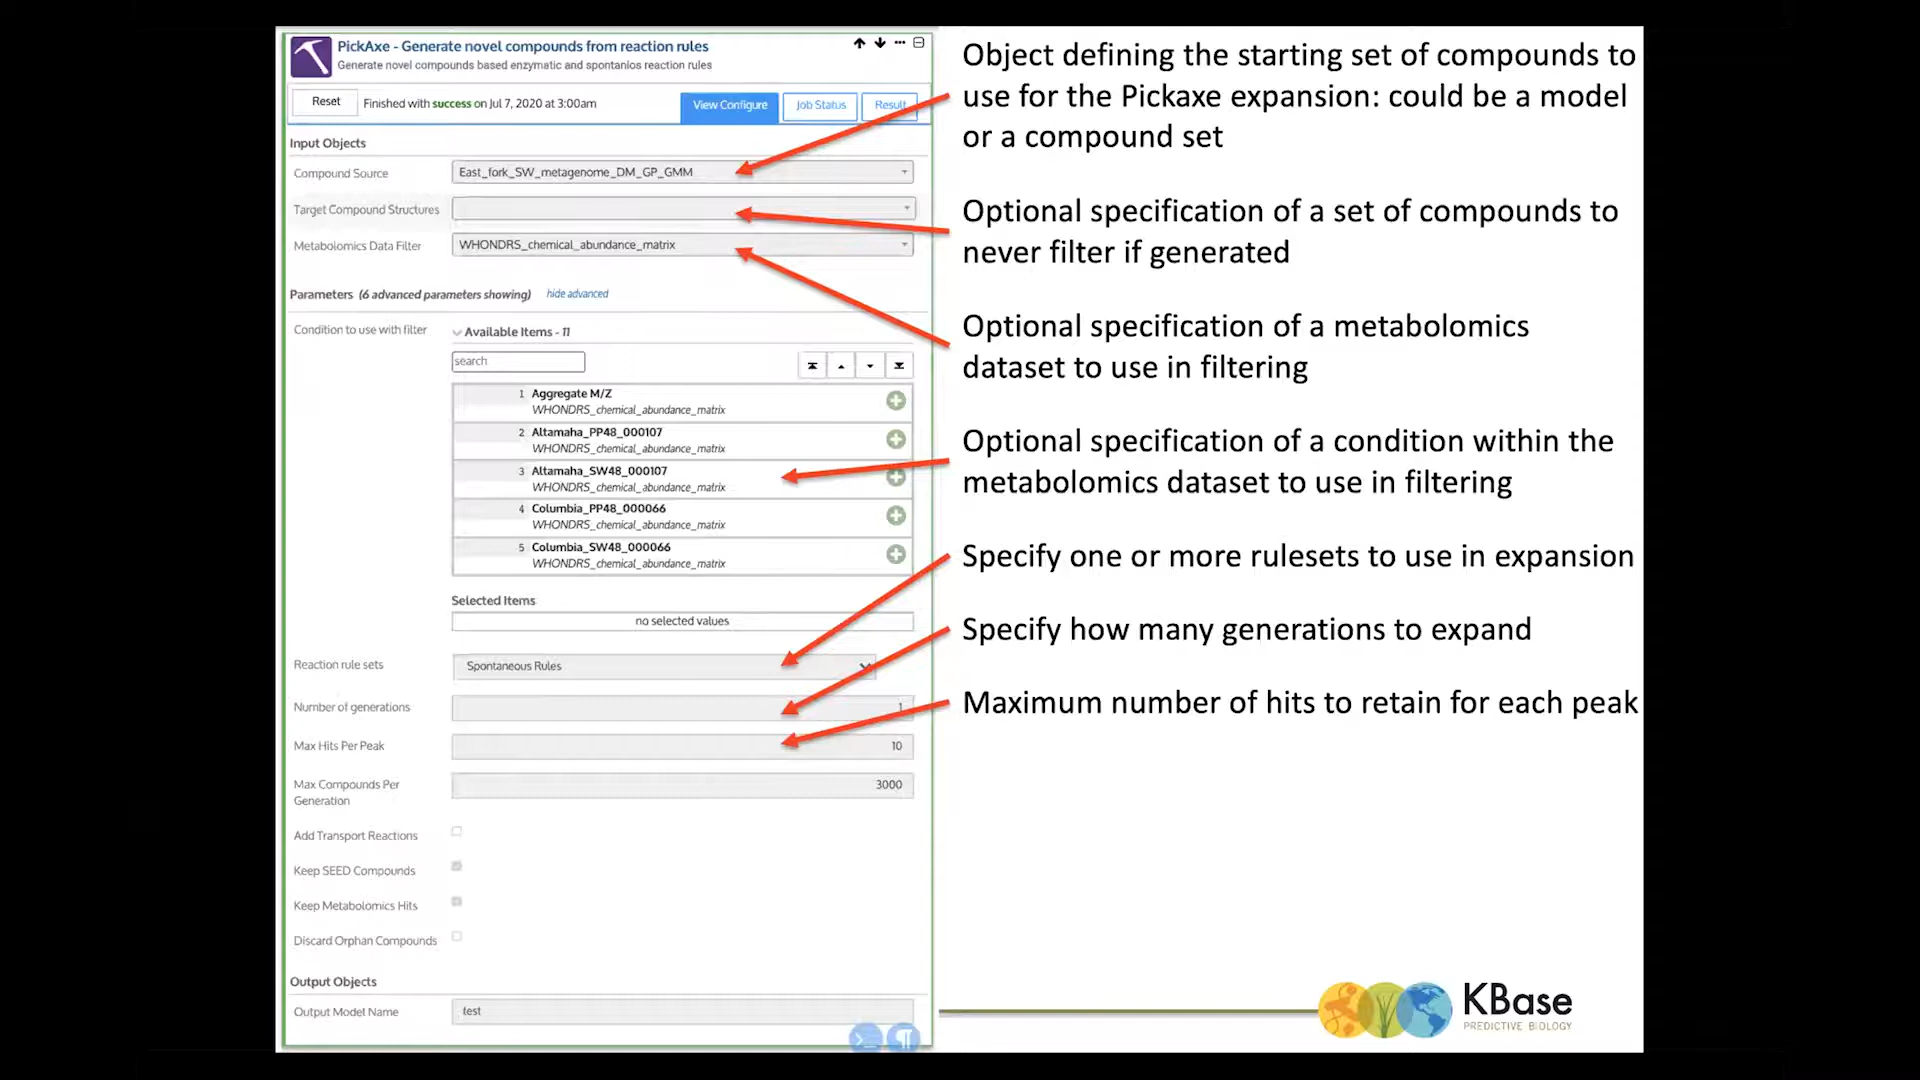 PickAxe - Generate novel compounds from reaction rules
Generate novel compounds based enzymatic and spontanios reaction rules
Reset
Finished with success on Jul 7, 2020 at 3:00am
View Configure
Job Status
Result
Input Objects
Compound Source
East_fork_SW_metagenome_DM_GP_GMM
Target Compound Structures
Metabolomics Data Filter
WHONDRS_chemical_abundance_matrix
Parameters (6 advanced parameters showing) hide advanced
Condition to use with filter
Available Items - 11
search
1 Aggregate M/Z
WHONDRS_chemical_abundance_matrix
2 Altamaha_PP48_000107
WHONDRS_chemical_abundance_matrix
3 Altamaha_SW48_000107
WHONDRS_chemical_abundance_matrix
4 Columbia_PP48_000066
WHONDRS_chemical_abundance_matrix
5 Columbia_SW48_000066
WHONDRS_chemical_abundance_matrix
Selected Items
no selected values
Reaction rule sets
Spontaneous Rules
Number of generations
1
Max Hits Per Peak
10
Max Compounds Per
Generation
3000
Add Transport Reactions
Keep SEED Compounds
Keep Metabolomics Hits
Discard Orphan Compounds
Output Objects
Output Model Name
test
Object defining the starting set of compounds to
use for the Pickaxe expansion: could be a model
or a compound set
Optional specification of a set of compounds to
never filter if generated
Optional specification of a metabolomics
dataset to use in filtering
Optional specification of a condition within the
metabolomics dataset to use in filtering
Specify one or more rulesets to use in expansion
Specify how many generations to expand
Maximum number of hits to retain for each peak
KBase
PREDICTIVE BIOLOGY